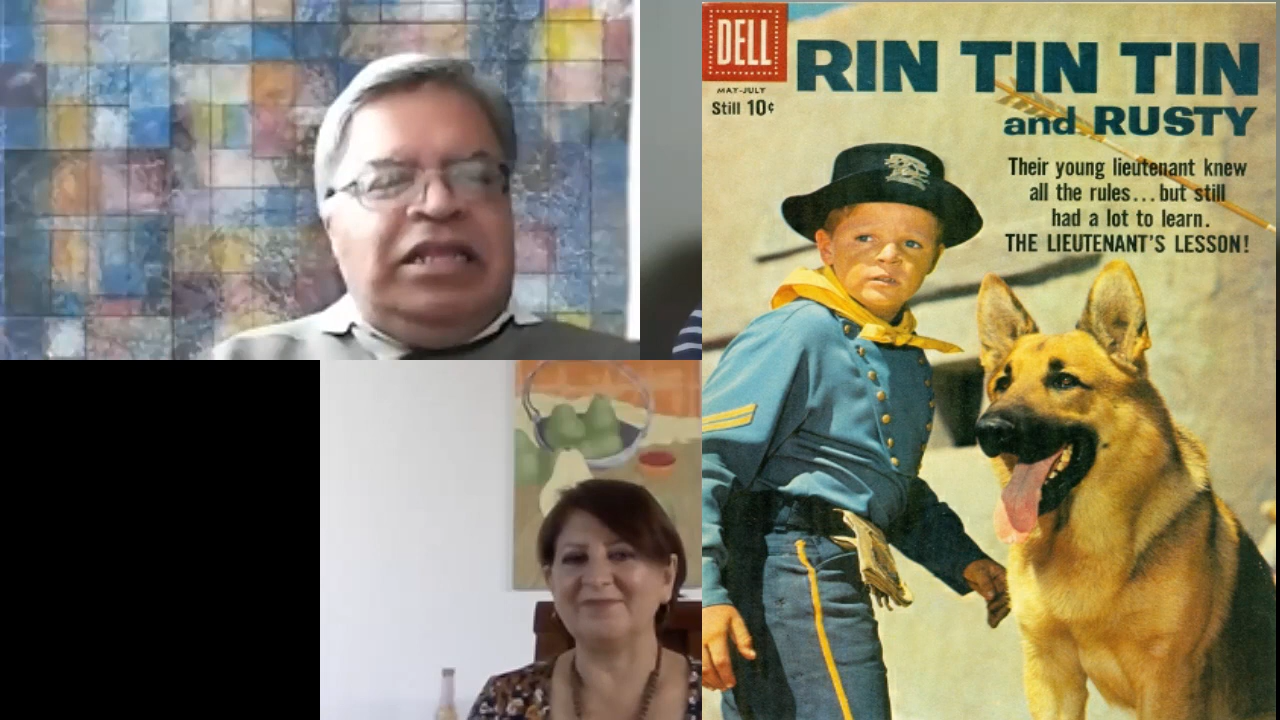 DELL
MAY-JULY
Still 10¢
RIN TIN TIN
and RUSTY
Their young lieutenant knew
all the rules...but still
had a lot to learn.
THE LIEUTENANT'S LESSON!